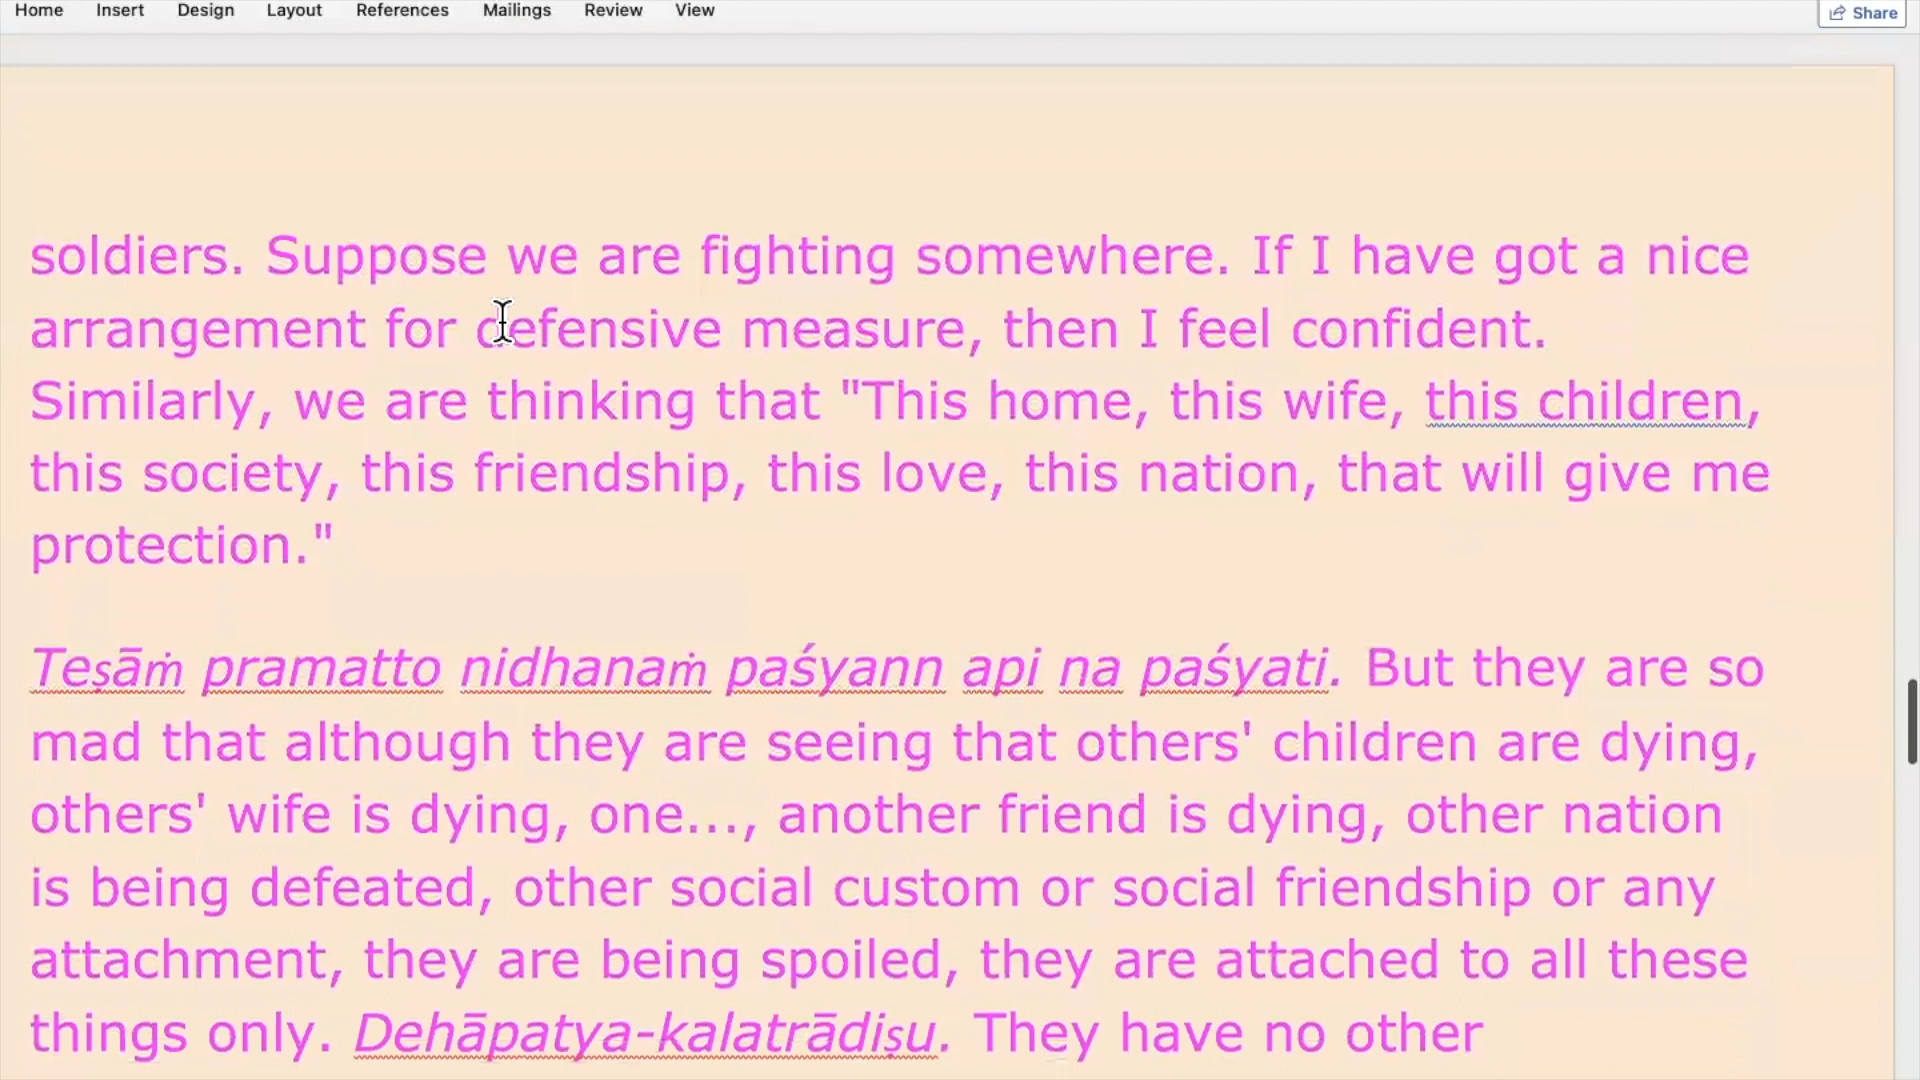 Home Insert Design Layout References Mailings Review View Share
soldiers. Suppose we are fighting somewhere. If I have got a nice
arrangement for defensive measure, then I feel confident.
Similarly, we are thinking that "This home, this wife, this children,
this society, this friendship, this love, this nation, that will give me
protection."
Teṣāṁ pramatto nidhanaṁ paśyann api na paśyati. But they are so
mad that although they are seeing that others' children are dying,
others' wife is dying, one..., another friend is dying, other nation
is being defeated, other social custom or social friendship or any
attachment, they are being spoiled, they are attached to all these
things only. Dehāpatya-kalatrādiṣu. They have no other